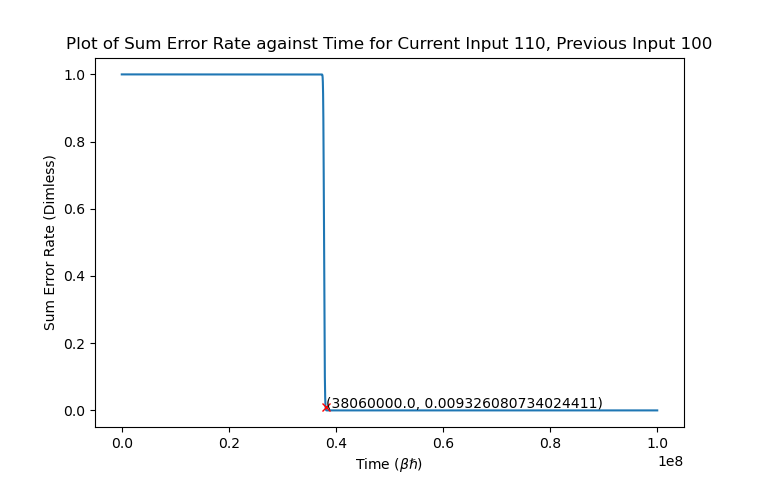 Plot of Sum Error Rate against Time for Current Input 110, Previous Input 100
1.0
0.8
0.6
0.4
0.2
0.0
Sum Error Rate (Dimless)
(38060000.0, 0.009326080734024411)
0.0 0.2 0.4 0.6 0.8 1.0
1e8
Time (βℏ)